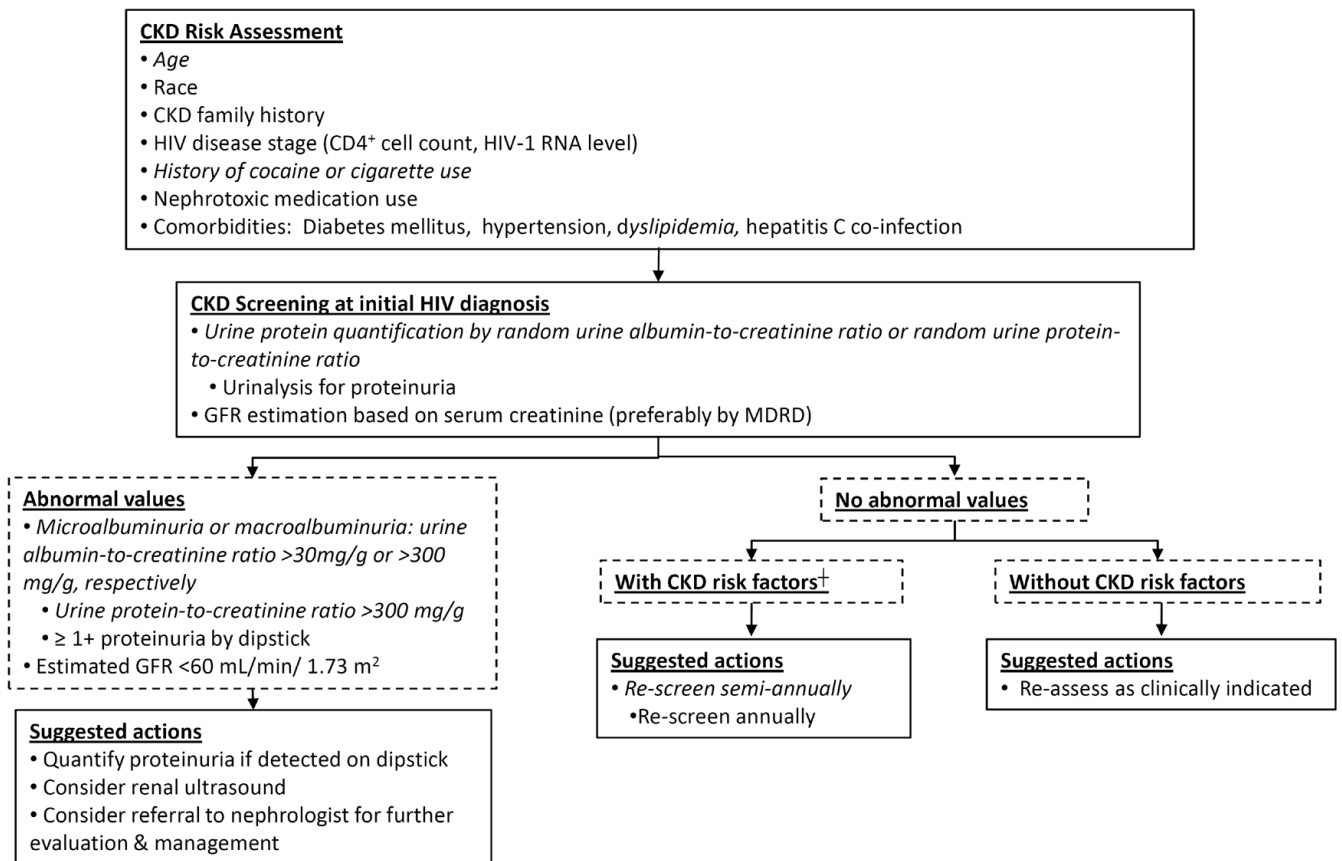 CKD Risk Assessment
• Age
• Race
• CKD family history
• HIV disease stage (CD4⁺ cell count, HIV-1 RNA level)
• History of cocaine or cigarette use
• Nephrotoxic medication use
• Comorbidities: Diabetes mellitus, hypertension, dyslipidemia, hepatitis C co-infection
CKD Screening at initial HIV diagnosis
• Urine protein quantification by random urine albumin-to-creatinine ratio or random urine protein-
to-creatinine ratio
• Urinalysis for proteinuria
• GFR estimation based on serum creatinine (preferably by MDRD)
Abnormal values
• Microalbuminuria or macroalbuminuria: urine
albumin-to-creatinine ratio >30mg/g or >300
mg/g, respectively
• Urine protein-to-creatinine ratio >300 mg/g
• ≥ 1+ proteinuria by dipstick
• Estimated GFR <60 mL/min/ 1.73 m²
Suggested actions
• Quantify proteinuria if detected on dipstick
• Consider renal ultrasound
• Consider referral to nephrologist for further
evaluation & management
No abnormal values
With CKD risk factors┼
Suggested actions
• Re-screen semi-annually
•Re-screen annually
Without CKD risk factors
Suggested actions
• Re-assess as clinically indicated